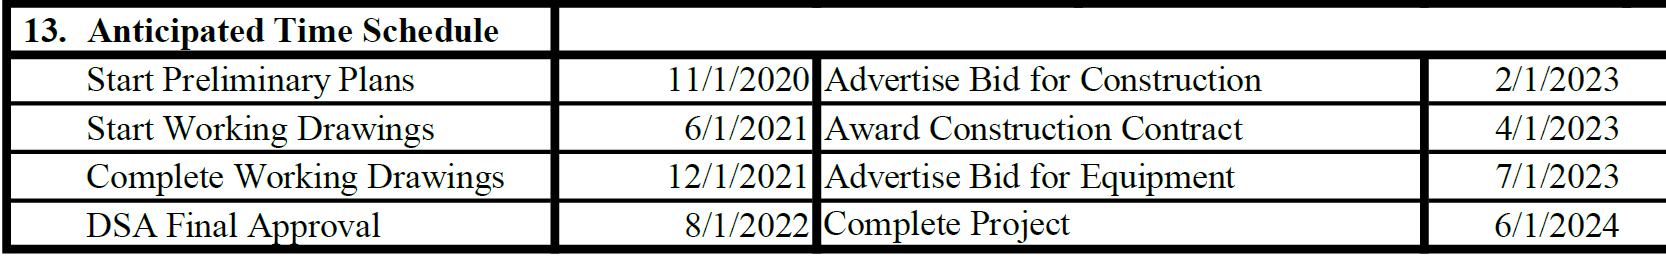 13. Anticipated Time Schedule
Start Preliminary Plans 11/1/2020 Advertise Bid for Construction 2/1/2023
Start Working Drawings 6/1/2021 Award Construction Contract 4/1/2023
Complete Working Drawings 12/1/2021 Advertise Bid for Equipment 7/1/2023
DSA Final Approval 8/1/2022 Complete Project 6/1/2024